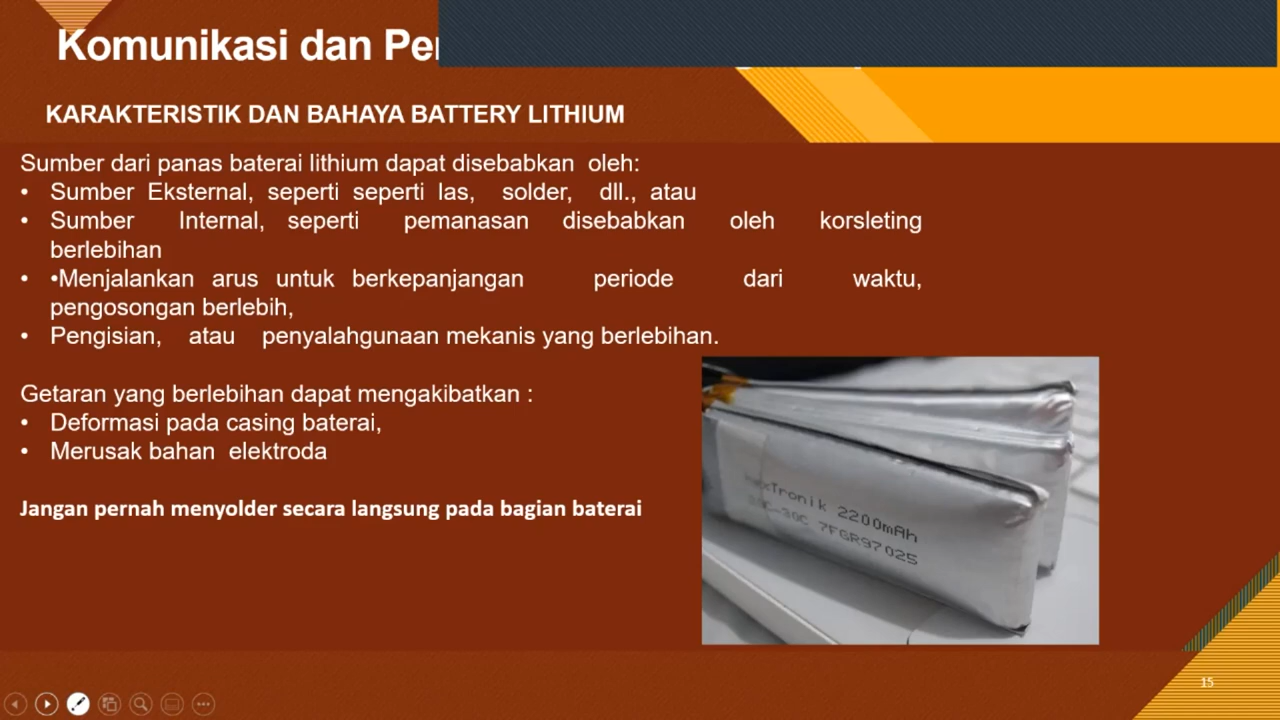 Komunikasi dan
KARAKTERISTIK DAN BAHAYA BATTERY LITHIUM
Sumber dari panas baterai lithium dapat disebabkan oleh:
• Sumber Eksternal, seperti seperti las, solder, dll., atau
• Sumber Internal, seperti pemanasan disebabkan oleh korsleting
berlebihan
• •Menjalankan arus untuk berkepanjangan periode dari waktu,
pengosongan berlebih,
• Pengisian, atau penyalahgunaan mekanis yang berlebihan.
Getaran yang berlebihan dapat mengakibatkan :
• Deformasi pada casing baterai,
• Merusak bahan elektroda
Jangan pernah menyolder secara langsung pada bagian baterai
2200mAh
7FGR97025
15